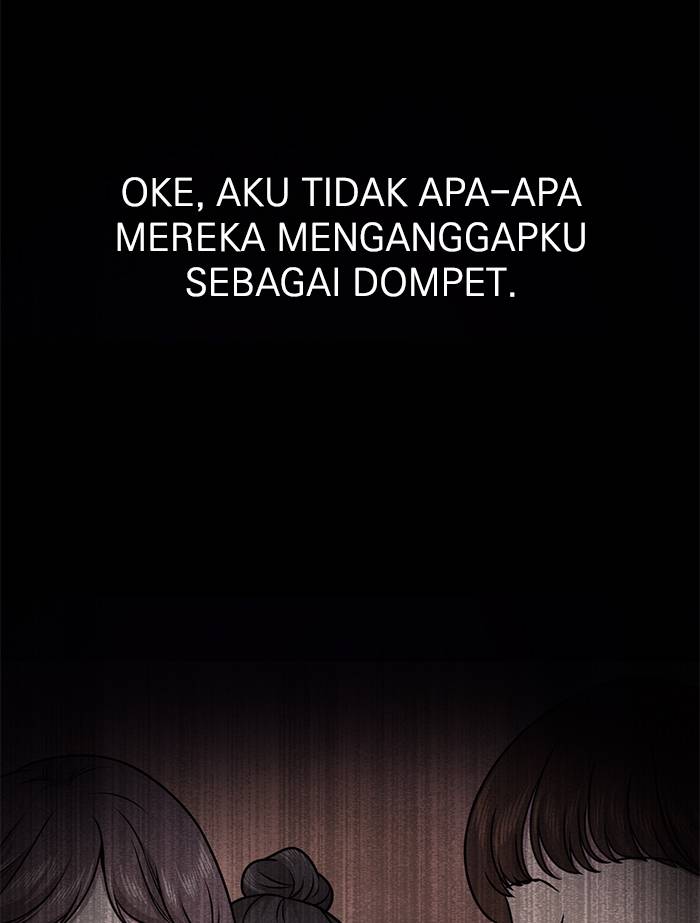 OKE, AKU TIDAK APA-APA
MEREKA MENGANGGAPKU
SEBAGAI DOMPET.